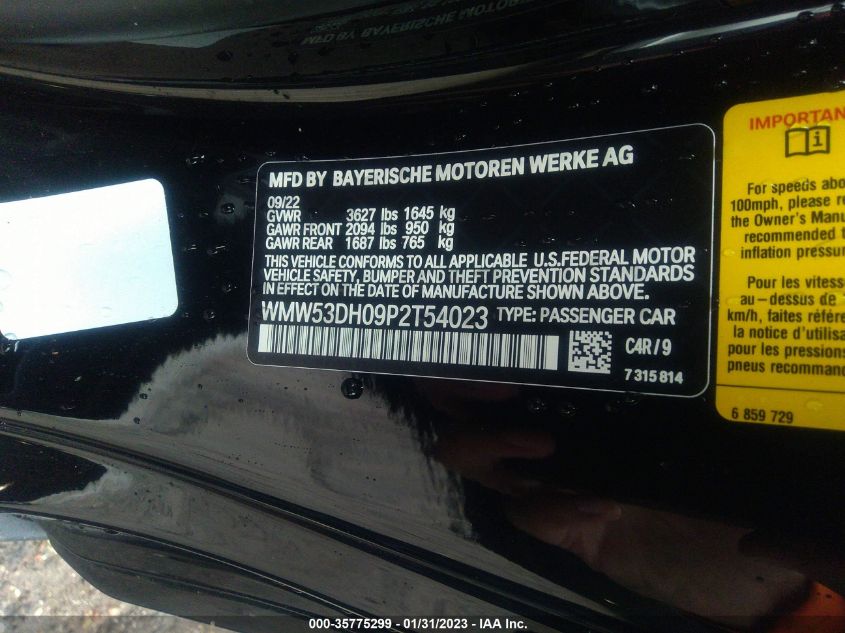 MFD BY BAYERISCHE MOTOREN WERKE AG
09/22
GVWR 3627 lbs 1645 kg
GAWR FRONT 2094 lbs 950 kg
GAWR REAR 1687 lbs 765 kg
THIS VEHICLE CONFORMS TO ALL APPLICABLE U.S.FEDERAL MOTOR
VEHICLE SAFETY, BUMPER AND THEFT PREVENTION STANDARDS
IN EFFECT ON THE DATE OF MANUFACTURE SHOWN ABOVE.
WMW53DH09P2T54023 TYPE: PASSENGER CAR
C4R/9
7 315 814
IMPORTAN
For speeds abo
100mph, please re
the Owner's Manu
recommended t
inflation pressur
Pour les vitess
au-dessus de
km/h, faites référ
la notice d'utilis
pour les pressions
pneus recomman
6 859 729
000-35775299 - 01/31/2023 - IAA Inc.